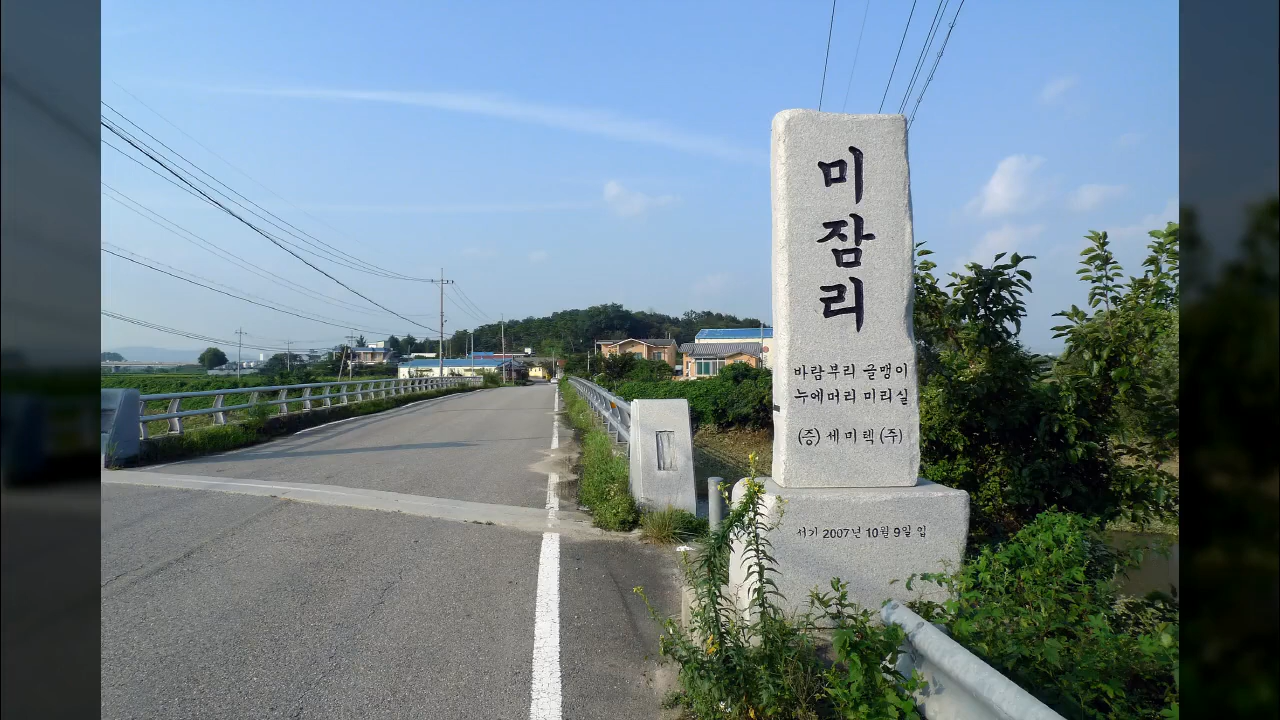 미잠리
바람부리 굴맹이
누에머리 미리실
(증) 세미텍(주)
서기 2007년 10월 9일 입